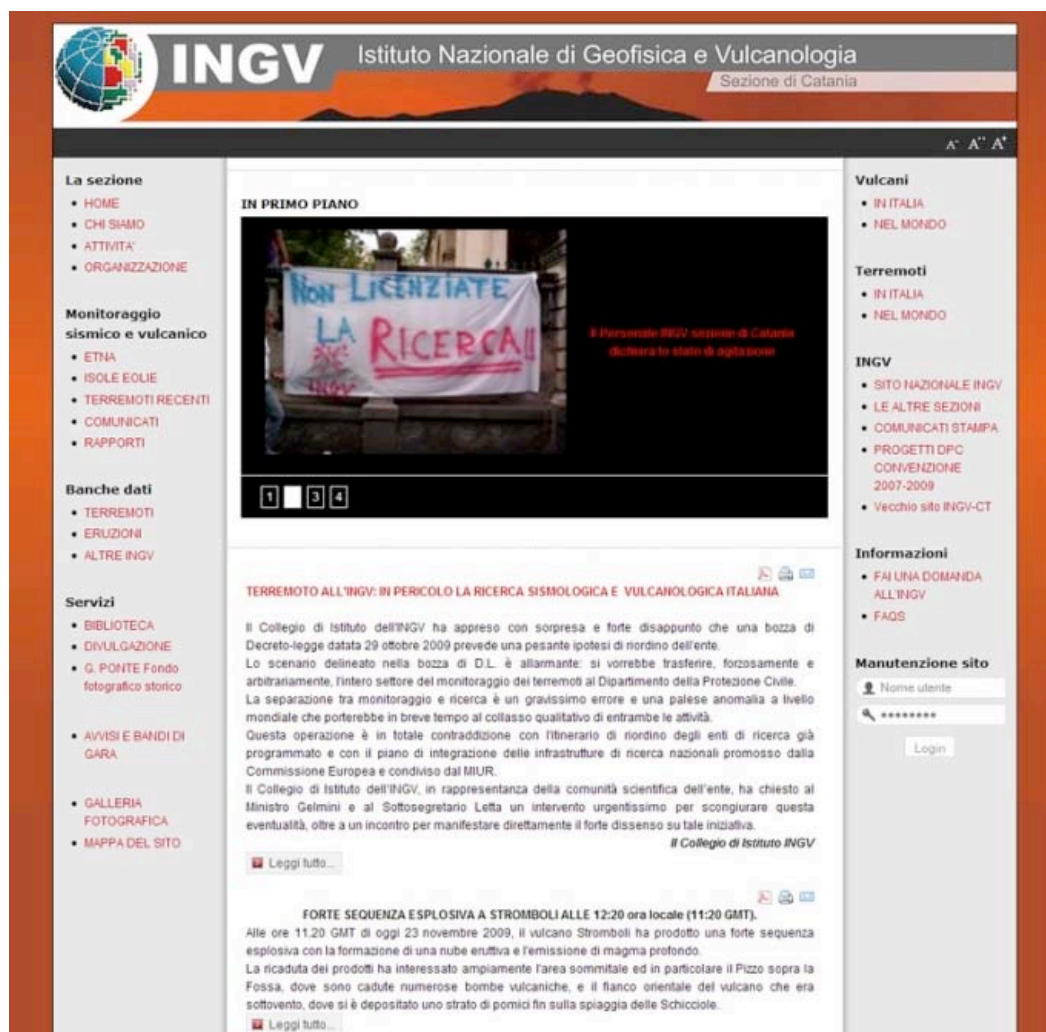 INGV
Istituto Nazionale di Geofisica e Vulcanologia
Sezione di Catania
A- A** A+
La sezione
HOME
CHI SIAMO
ATTIVITA'
ORGANIZZAZIONE
Monitoraggio
sismico e vulcanico
ETNA
ISOLE EOLIE
TERREMOTI RECENTI
COMUNICATI
RAPPORTI
Banche dati
TERREMOTI
ERUZIONI
ALTRE INGV
Servizi
BIBLIOTECA
DIVULGAZIONE
G. PONTE Fondo
fotografico storico
AVVISI E BANDI DI
GARA
GALLERIA
FOTOGRAFICA
MAPPA DEL SITO
IN PRIMO PIANO
NON LICENZIATE
LA RICERCA!!
INGV
Il Personale INGV sezione di Catania
dichiara lo stato di agitazione
1 3 4
TERREMOTO ALL'INGV: IN PERICOLO LA RICERCA SISMOLOGICA E VULCANOLOGICA ITALIANA
Il Collegio di Istituto dell'INGV ha appreso con sorpresa e forte disappunto che una bozza di
Decreto-legge datata 29 ottobre 2009 prevede una pesante ipotesi di riordino dell'ente.
Lo scenario delineato nella bozza di D.L. è allarmante: si vorrebbe trasferire, forzosamente e
arbitrariamente, l'intero settore del monitoraggio dei terremoti al Dipartimento della Protezione Civile.
La separazione tra monitoraggio e ricerca è un gravissimo errore e una palese anomalia a livello
mondiale che porterebbe in breve tempo al collasso qualitativo di entrambe le attività.
Questa operazione è in totale contraddizione con l'itinerario di riordino degli enti di ricerca già
programmato e con il piano di integrazione delle infrastrutture di ricerca nazionali promosso dalla
Commissione Europea e condiviso dal MIUR.
Il Collegio di Istituto dell'INGV, in rappresentanza della comunità scientifica dell'ente, ha chiesto al
Ministro Gelmini e al Sottosegretario Letta un intervento urgentissimo per scongiurare questa
eventualità, oltre a un incontro per manifestare direttamente il forte dissenso su tale iniziativa.
Il Collegio di Istituto INGV
Leggi tutto...
FORTE SEQUENZA ESPLOSIVA A STROMBOLI ALLE 12:20 ora locale (11:20 GMT).
Alle ore 11.20 GMT di oggi 23 novembre 2009, il vulcano Stromboli ha prodotto una forte sequenza
esplosiva con la formazione di una nube eruttiva e l'emissione di magma profondo.
La ricaduta dei prodotti ha interessato ampiamente l'area sommitale ed in particolare il Pizzo sopra la
Fossa, dove sono cadute numerose bombe vulcaniche, e il fianco orientale del vulcano che era
sottovento, dove si è depositato uno strato di pomici fin sulla spiaggia delle Schicciole.
Leggi tutto...
Vulcani
IN ITALIA
NEL MONDO
Terremoti
IN ITALIA
NEL MONDO
INGV
SITO NAZIONALE INGV
LE ALTRE SEZIONI
COMUNICATI STAMPA
PROGETTI DPC
CONVENZIONE
2007-2009
Vecchio sito INGV-CT
Informazioni
FAI UNA DOMANDA
ALL'INGV
FAQS
Manutenzione sito
Nome utente
********
Login